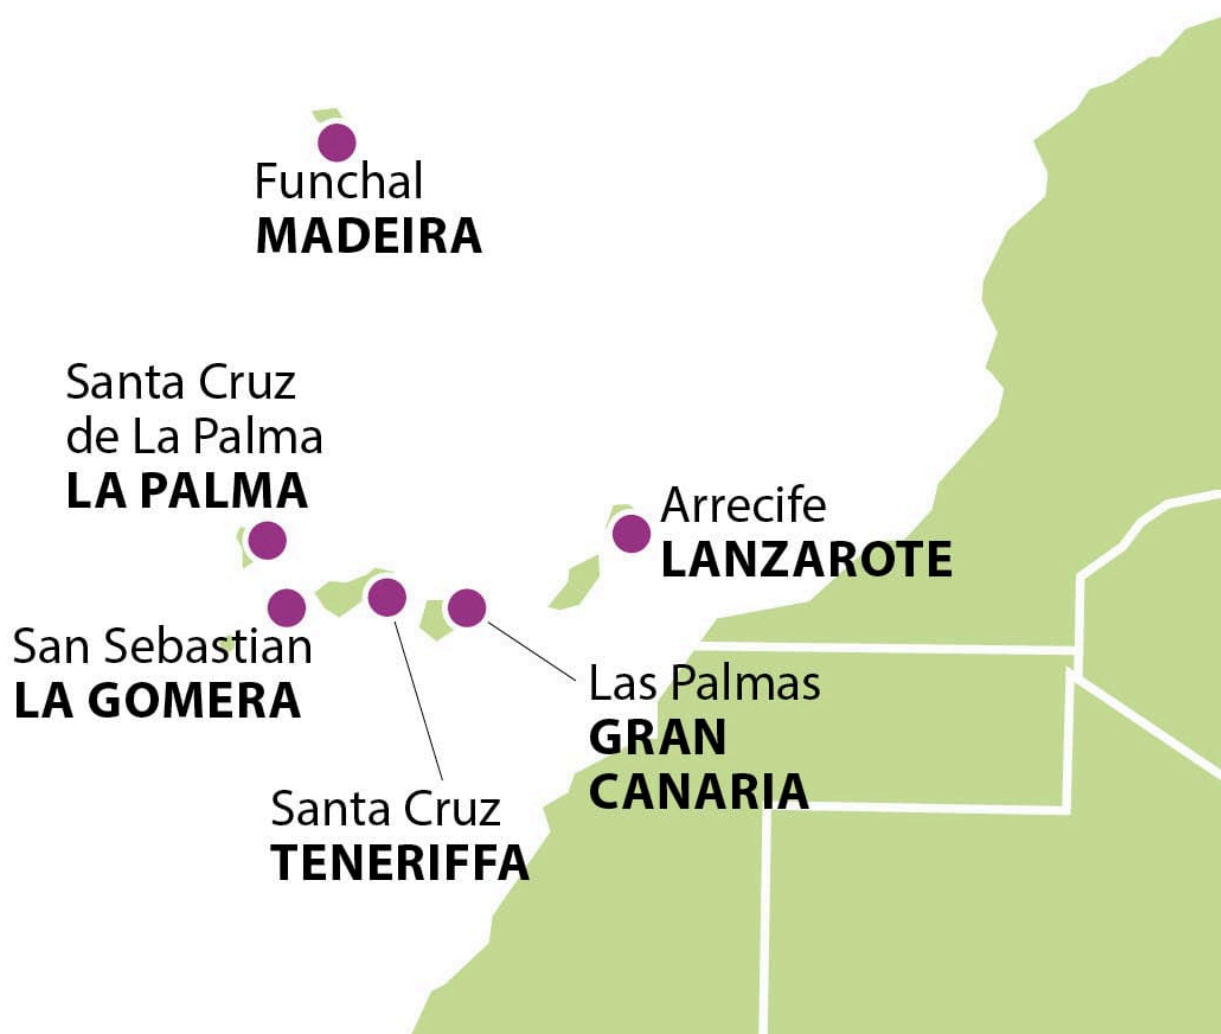 Funchal
MADEIRA
Santa Cruz
de La Palma
LA PALMA
Arrecife
LANZAROTE
San Sebastian
LA GOMERA
Las Palmas
GRAN
CANARIA
Santa Cruz
TENERIFFA